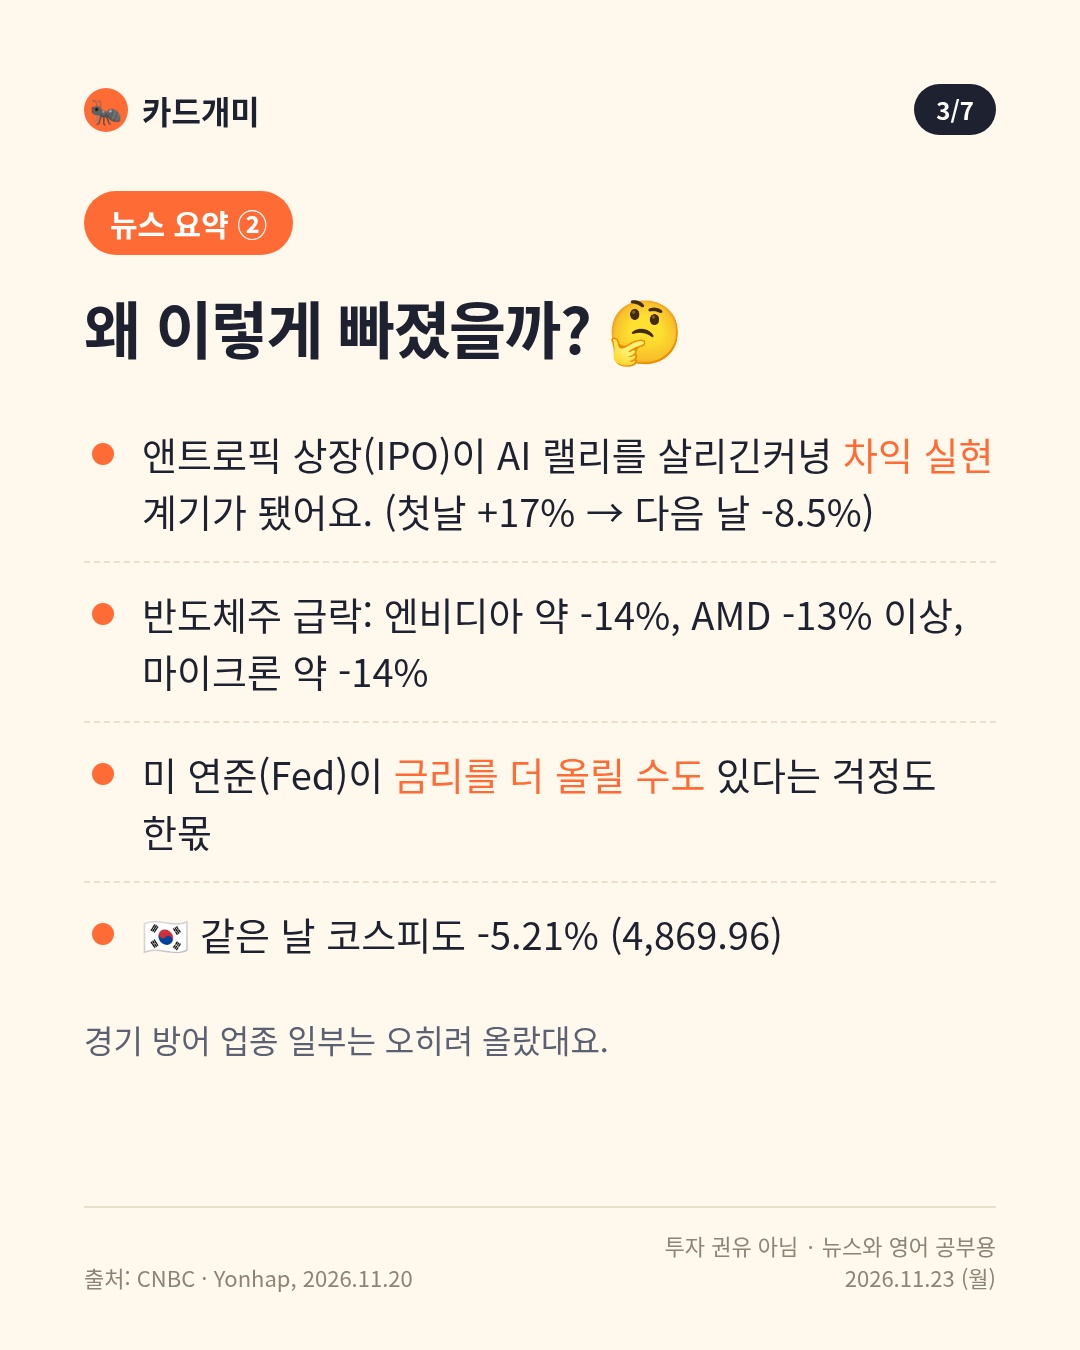 카드개미
3/7
뉴스 요약 ②
왜 이렇게 빠졌을까? 🤔
앤트로픽 상장(IPO)이 AI 랠리를 살리긴커녕 차익 실현
계기가 됐어요. (첫날 +17% → 다음 날 -8.5%)
반도체주 급락: 엔비디아 약 -14%, AMD -13% 이상,
마이크론 약 -14%
미 연준(Fed)이 금리를 더 올릴 수도 있다는 걱정도
한몫
🇰🇷 같은 날 코스피도 -5.21% (4,869.96)
경기 방어 업종 일부는 오히려 올랐대요.
출처: CNBC · Yonhap, 2026.11.20
투자 권유 아님 · 뉴스와 영어 공부용
2026.11.23 (월)